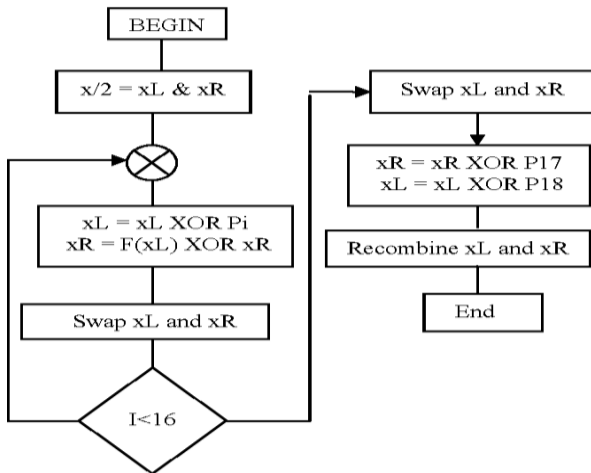 BEGIN
x/2 = xL & xR
xL = xL XOR Pi
xR = F(xL) XOR xR
Swap xL and xR
I<16
Swap xL and xR
xR = xR XOR P17
xL = xL XOR P18
Recombine xL and xR
End